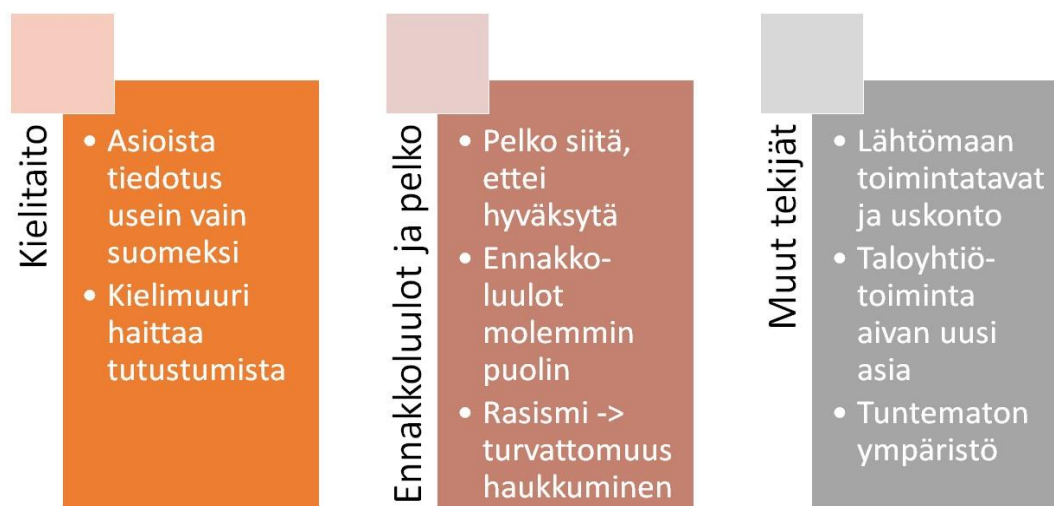 Kielitaito
• Asioista
tiedotus
usein vain
suomeksi
• Kielimuuri
haittaa
tutustumista
Ennakkoluulot ja pelko
• Pelko siitä,
ettei
hyväksytä
• Ennakko-
luulot
molemmin
puolin
• Rasismi ->
turvattomuus
haukkuminen
Muut tekijät
• Lähtömaan
toimintatavat
ja uskonto
• Taloyhtiö-
toiminta
aivan uusi
asia
• Tuntematon
ympäristö